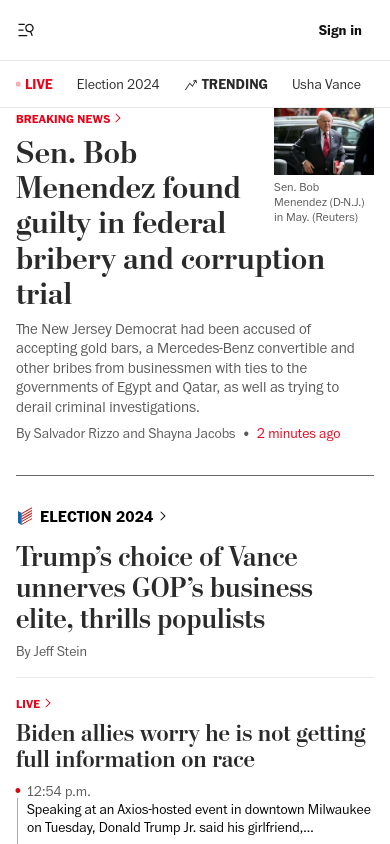 Sign in
LIVE Election 2024 TRENDING Usha Vance
BREAKING NEWS
Sen. Bob
Menendez found
guilty in federal
bribery and corruption
trial
Sen. Bob
Menendez (D-N.J.)
in May. (Reuters)
The New Jersey Democrat had been accused of
accepting gold bars, a Mercedes-Benz convertible and
other bribes from businessmen with ties to the
governments of Egypt and Qatar, as well as trying to
derail criminal investigations.
By Salvador Rizzo and Shayna Jacobs • 2 minutes ago
ELECTION 2024
Trump’s choice of Vance
unnerves GOP’s business
elite, thrills populists
By Jeff Stein
LIVE
Biden allies worry he is not getting
full information on race
12:54 p.m.
Speaking at an Axios-hosted event in downtown Milwaukee
on Tuesday, Donald Trump Jr. said his girlfriend,...